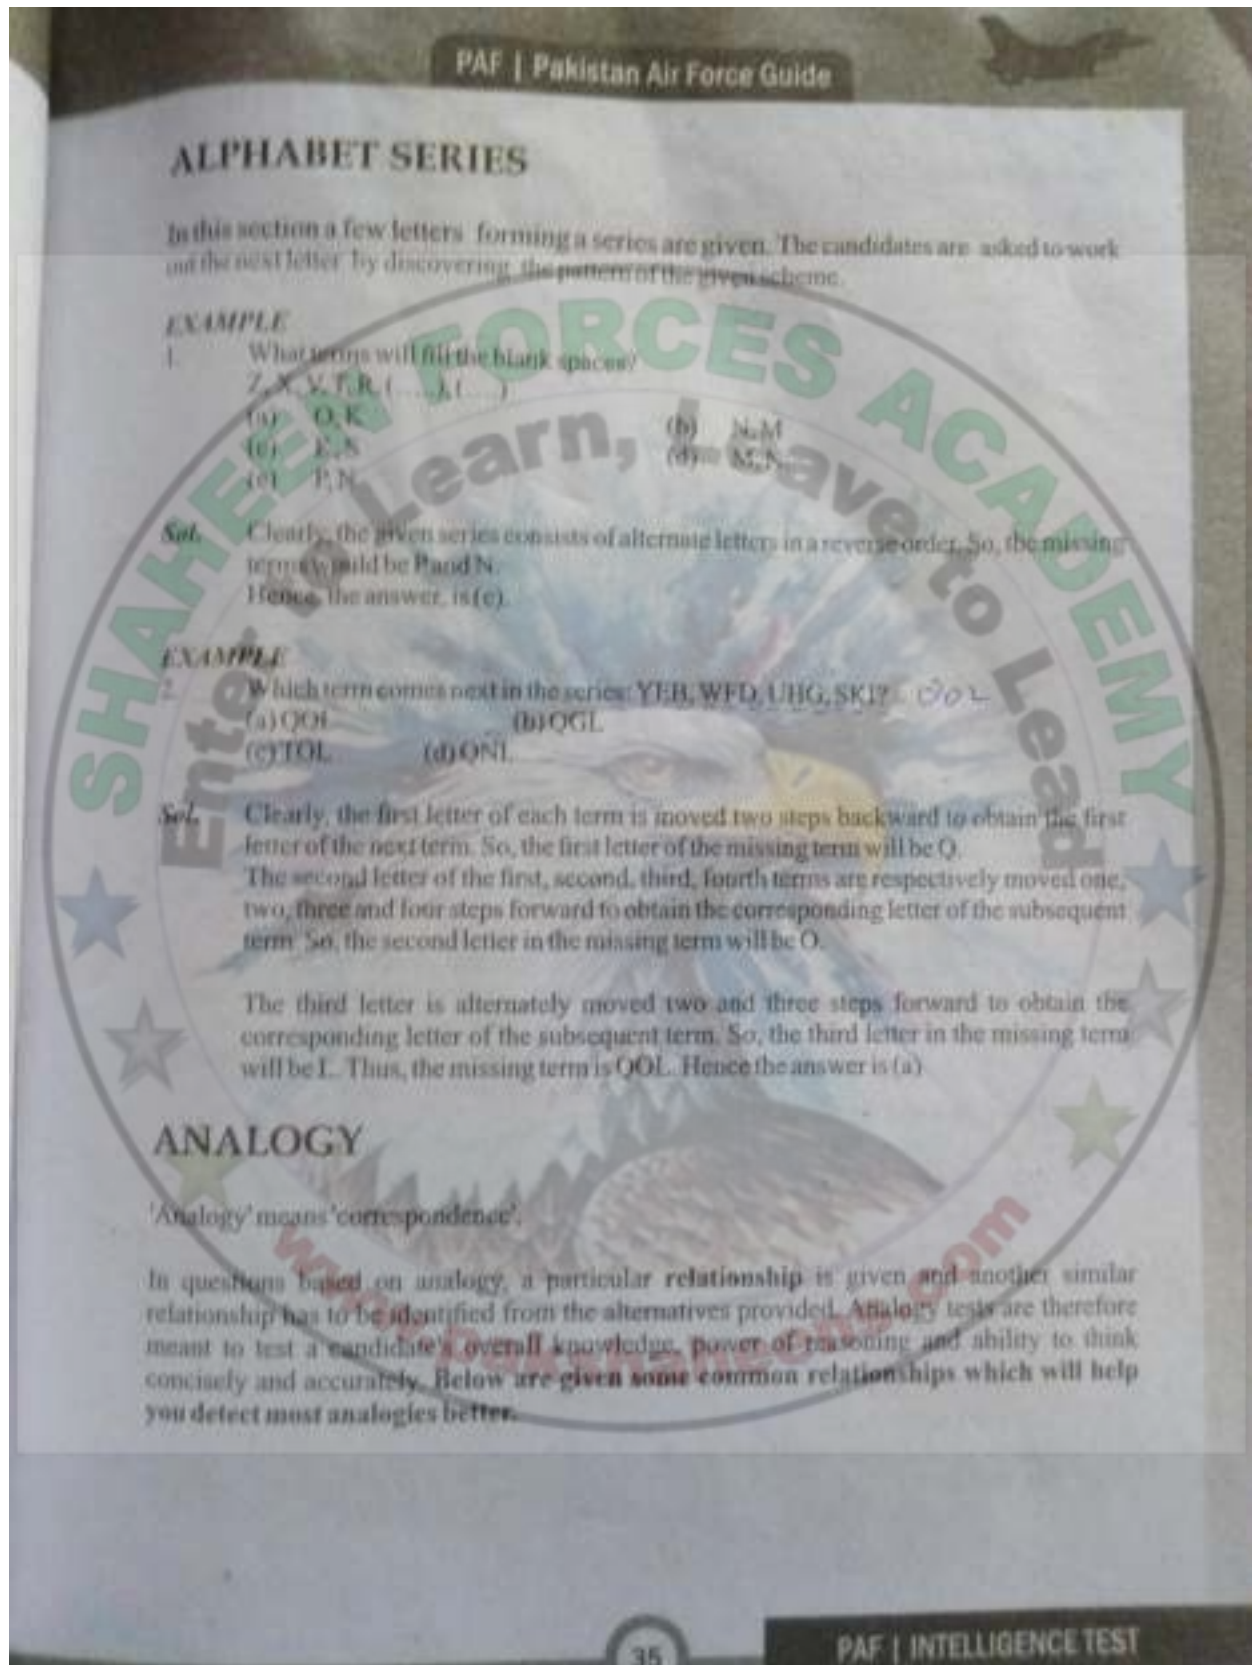 PAF | Pakistan Air Force Guide
ALPHABET SERIES
In this section a few letters forming a series are given. The candidates are asked to work
out the next letter by discovering the pattern of the given scheme.
EXAMPLE
1. What terms will fill the blank spaces?
Z, X, V, T, R, (.....), (.....)
(a) O, K (b) N, M
(c) E, S (d) M, N
(e) P, N
Sol. Clearly, the given series consists of alternate letters in a reverse order. So, the missing
terms would be P and N.
Hence, the answer, is (e).
EXAMPLE
2. Which term comes next in the series: YEB, WFD, UHG, SKI? QOL
(a) QOL (b) QGL
(c) TOL (d) QNL
Sol. Clearly, the first letter of each term is moved two steps backward to obtain the first
letter of the next term. So, the first letter of the missing term will be Q.
The second letter of the first, second, third, fourth terms are respectively moved one,
two, three and four steps forward to obtain the corresponding letter of the subsequent
term. So, the second letter in the missing term will be O.
The third letter is alternately moved two and three steps forward to obtain the
corresponding letter of the subsequent term. So, the third letter in the missing term
will be L. Thus, the missing term is QOL. Hence the answer is (a)
ANALOGY
'Analogy' means 'correspondence'.
In questions based on analogy, a particular relationship is given and another similar
relationship has to be identified from the alternatives provided. Analogy tests are therefore
meant to test a candidate's overall knowledge, power of reasoning and ability to think
concisely and accurately. Below are given some common relationships which will help
you detect most analogies better.
35
PAF | INTELLIGENCE TEST
SHAHEEN FORCES ACADEMY
Enter to Learn, Leave to Lead